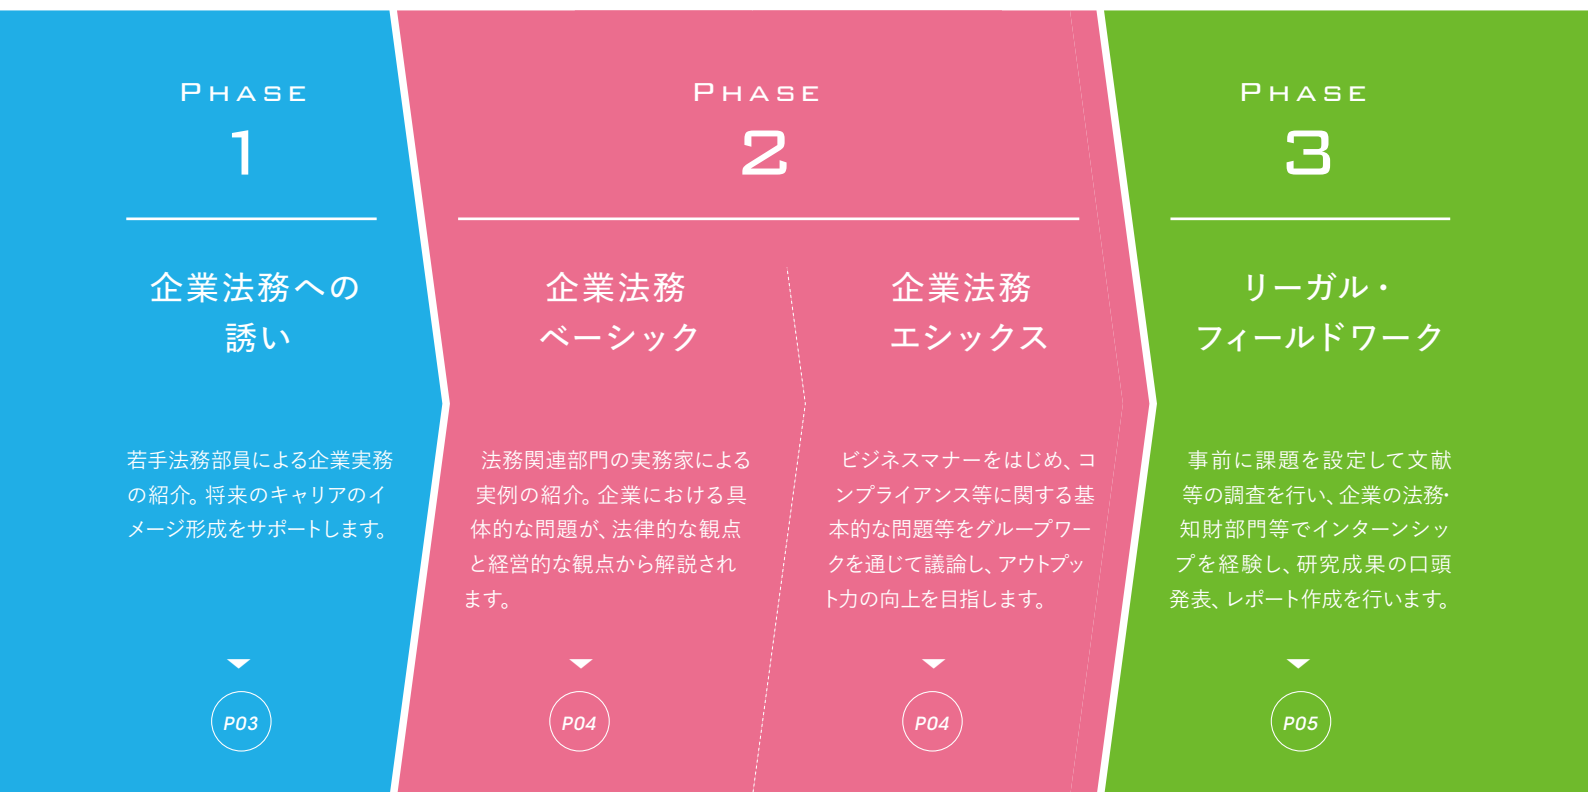 PHASE
1
企業法務への
誘い
若手法務部員による企業実務
の紹介。将来のキャリアのイ
メージ形成をサポートします。
P03
PHASE
2
企業法務
ベーシック
法務関連部門の実務家による
実例の紹介。企業における具
体的な問題が、法律的な観点
と経営的な観点から解説され
ます。
P04
企業法務
エシックス
ビジネスマナーをはじめ、コ
ンプライアンス等に関する基
本的な問題等をグループワー
クを通じて議論し、アウトプッ
ト力の向上を目指します。
P04
PHASE
3
リーガル・
フィールドワーク
事前に課題を設定して文献
等の調査を行い、企業の法務・
知財部門等でインターンシッ
プを経験し、研究成果の口頭
発表、レポート作成を行います。
P05